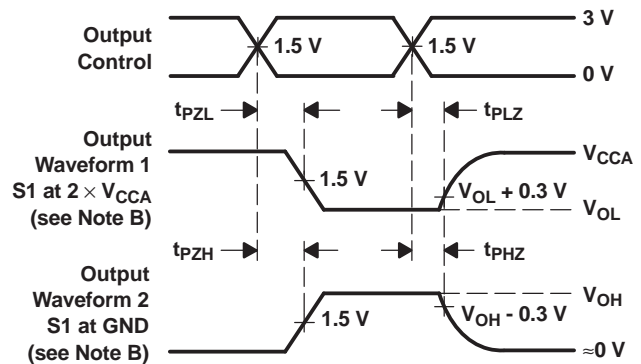 3 V
Output
Control
1.5 V
1.5 V
0 V
tPZL
tPLZ
Output
Waveform 1
S1 at 2 × VCCA
(see Note B)
VCCA
1.5 V
VOL + 0.3 V
VOL
tPZH
tPHZ
Output
Waveform 2
S1 at GND
(see Note B)
VOH
1.5 V
VOH - 0.3 V
≈0 V